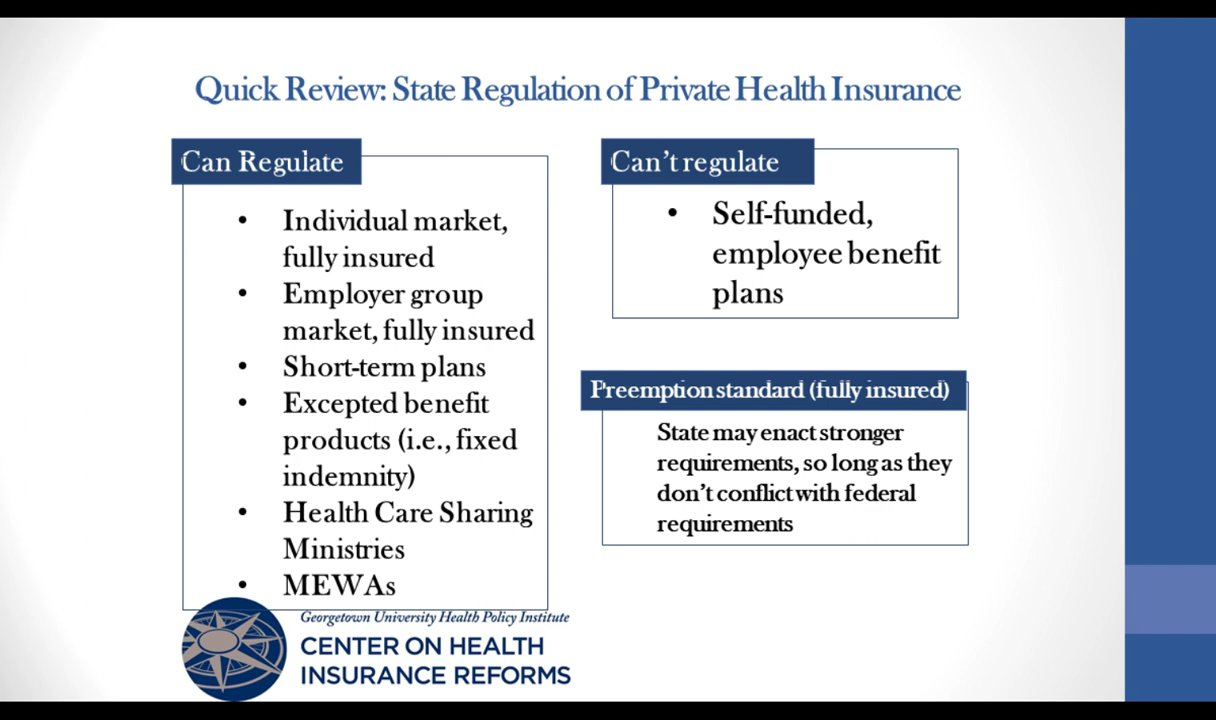 Quick Review: State Regulation of Private Health Insurance
Can Regulate
• Individual market,
fully insured
• Employer group
market, fully insured
• Short-term plans
• Excepted benefit
products (i.e., fixed
indemnity)
• Health Care Sharing
Ministries
• MEWAs
Can't regulate
• Self-funded,
employee benefit
plans
Preemption standard (fully insured)
State may enact stronger
requirements, so long as they
don't conflict with federal
requirements
Georgetown University Health Policy Institute
CENTER ON HEALTH
INSURANCE REFORMS